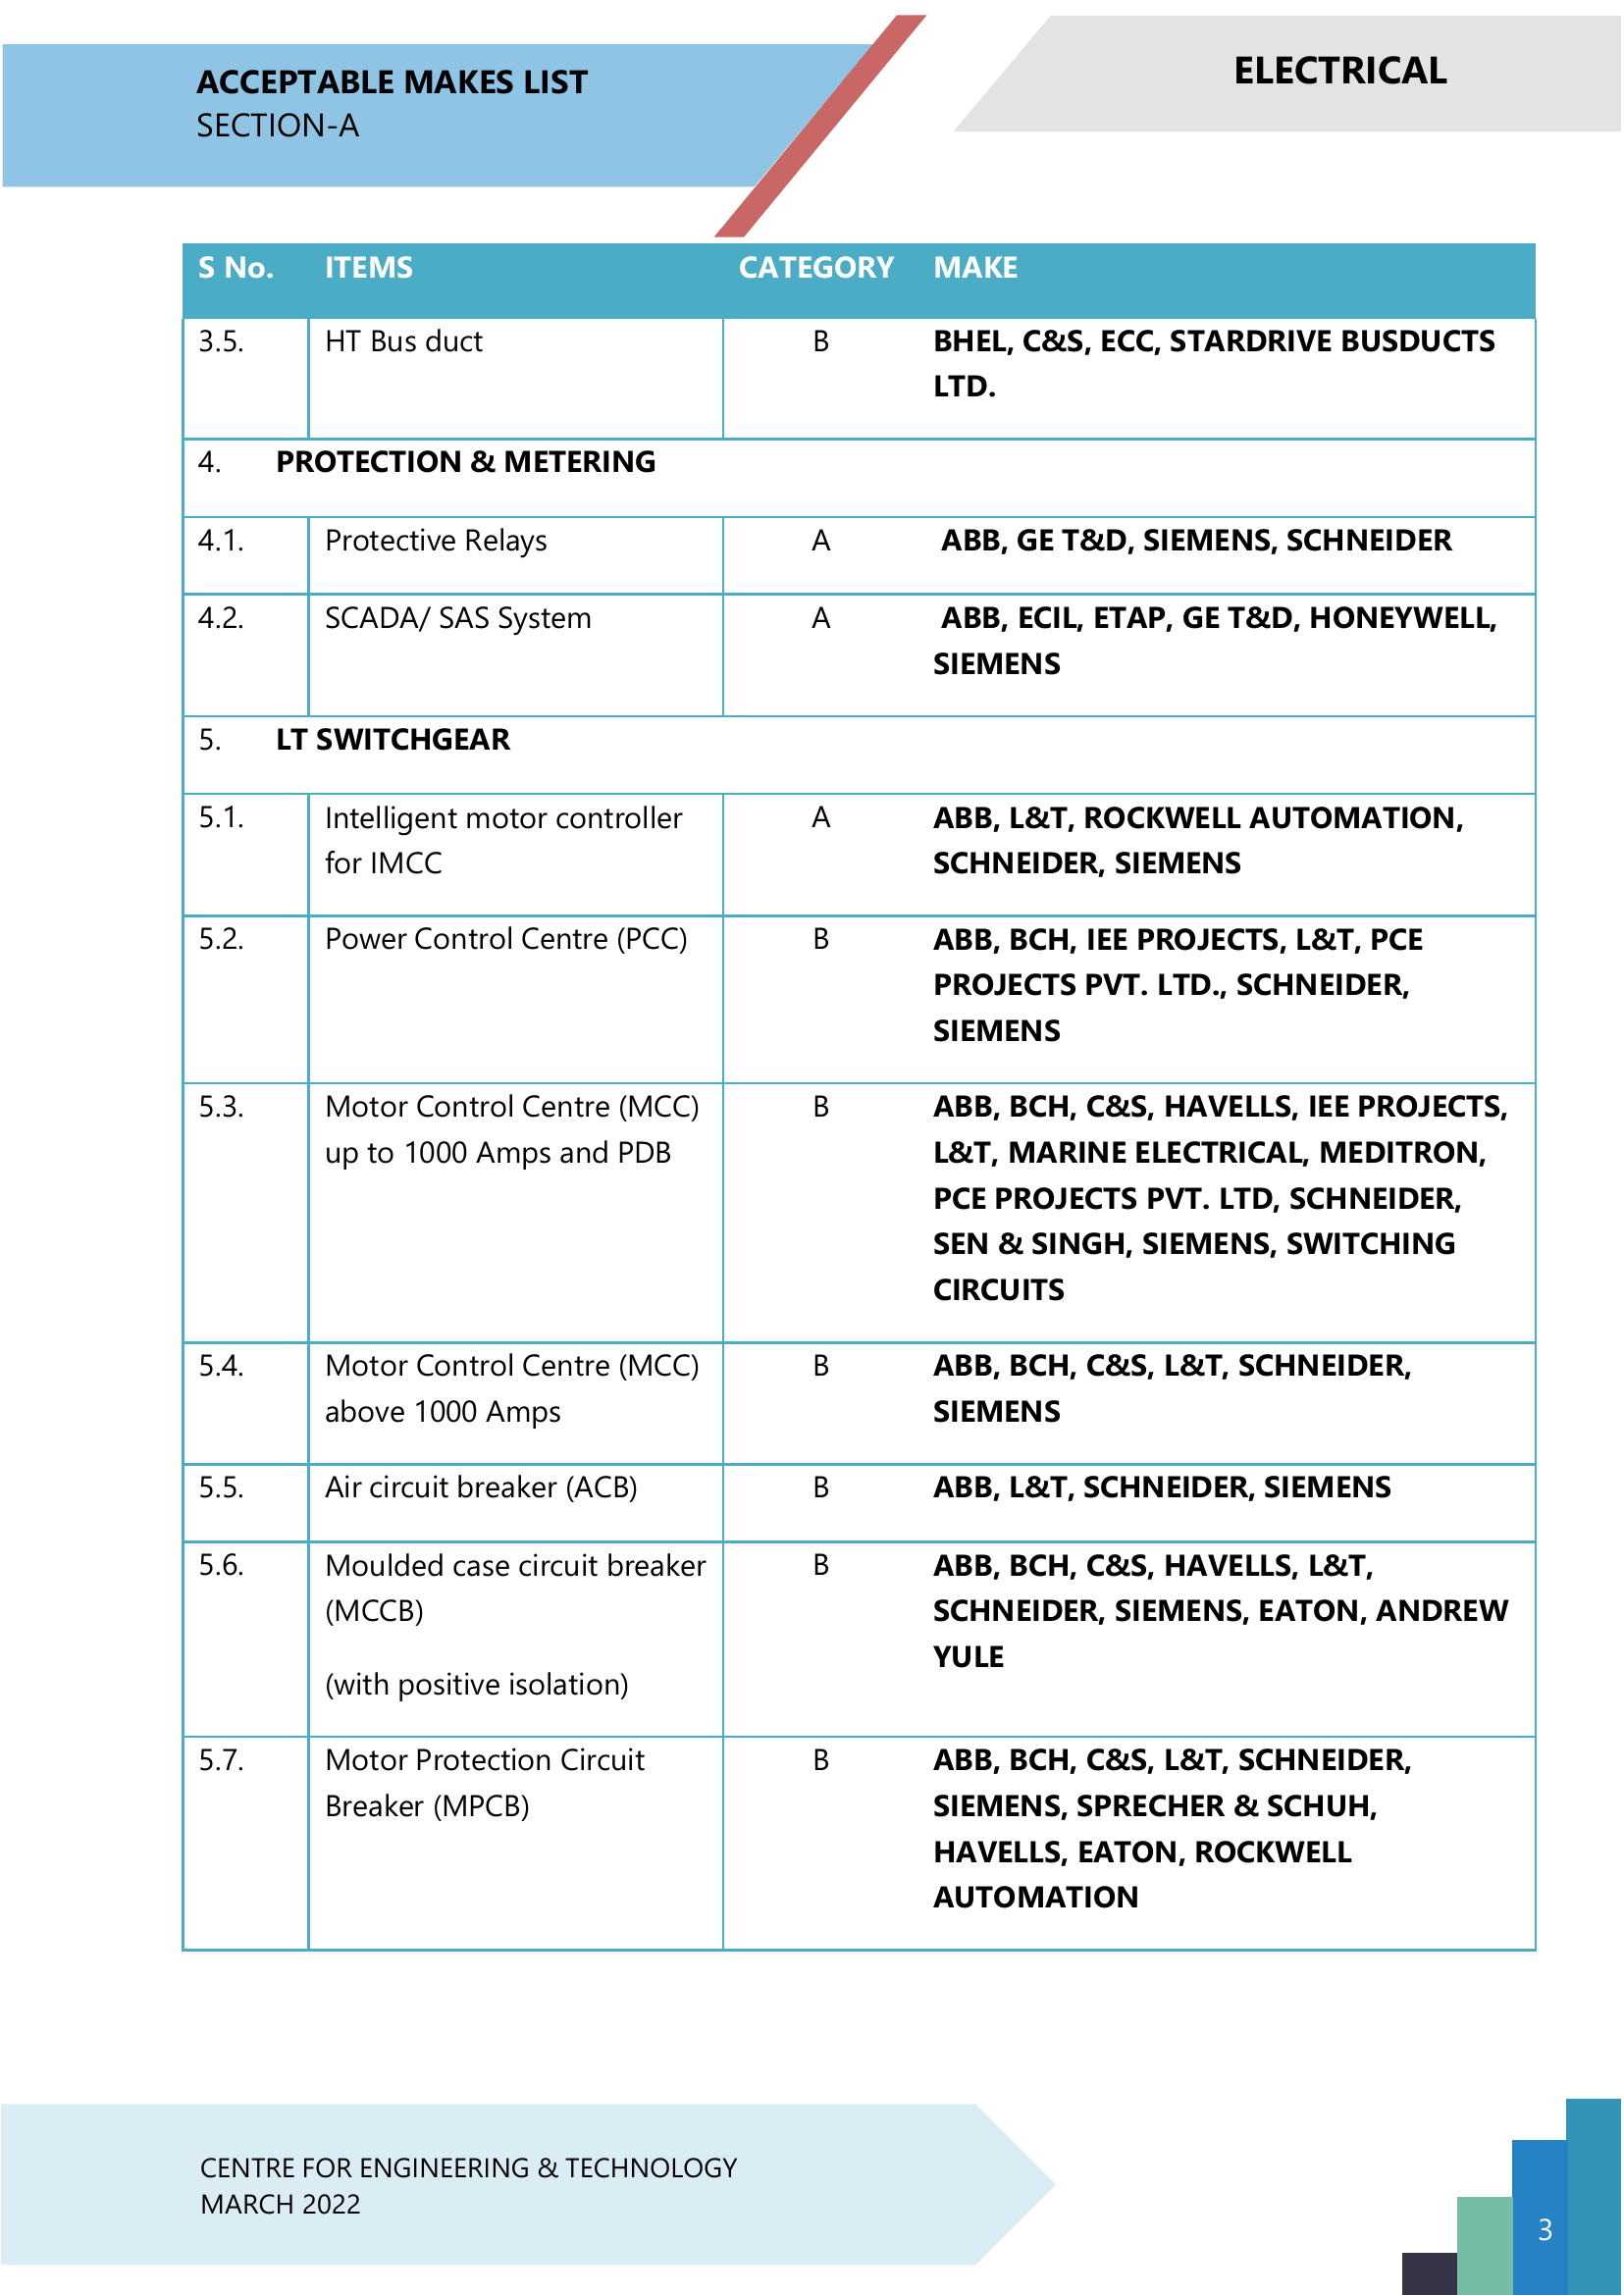 ACCEPTABLE MAKES LIST
SECTION-A
ELECTRICAL
S No. ITEMS CATEGORY MAKE
3.5. HT Bus duct B BHEL, C&S, ECC, STARDRIVE BUSDUCTS
LTD.
4. PROTECTION & METERING
4.1. Protective Relays A ABB, GE T&D, SIEMENS, SCHNEIDER
4.2. SCADA/ SAS System A ABB, ECIL, ETAP, GE T&D, HONEYWELL,
SIEMENS
5. LT SWITCHGEAR
5.1. Intelligent motor controller A ABB, L&T, ROCKWELL AUTOMATION,
for IMCC SCHNEIDER, SIEMENS
5.2. Power Control Centre (PCC) B ABB, BCH, IEE PROJECTS, L&T, PCE
PROJECTS PVT. LTD., SCHNEIDER,
SIEMENS
5.3. Motor Control Centre (MCC) B ABB, BCH, C&S, HAVELLS, IEE PROJECTS,
up to 1000 Amps and PDB L&T, MARINE ELECTRICAL, MEDITRON,
PCE PROJECTS PVT. LTD, SCHNEIDER,
SEN & SINGH, SIEMENS, SWITCHING
CIRCUITS
5.4. Motor Control Centre (MCC) B ABB, BCH, C&S, L&T, SCHNEIDER,
above 1000 Amps SIEMENS
5.5. Air circuit breaker (ACB) B ABB, L&T, SCHNEIDER, SIEMENS
5.6. Moulded case circuit breaker B ABB, BCH, C&S, HAVELLS, L&T,
(MCCB) SCHNEIDER, SIEMENS, EATON, ANDREW
YULE
(with positive isolation)
5.7. Motor Protection Circuit B ABB, BCH, C&S, L&T, SCHNEIDER,
Breaker (MPCB) SIEMENS, SPRECHER & SCHUH,
HAVELLS, EATON, ROCKWELL
AUTOMATION
CENTRE FOR ENGINEERING & TECHNOLOGY
MARCH 2022
3